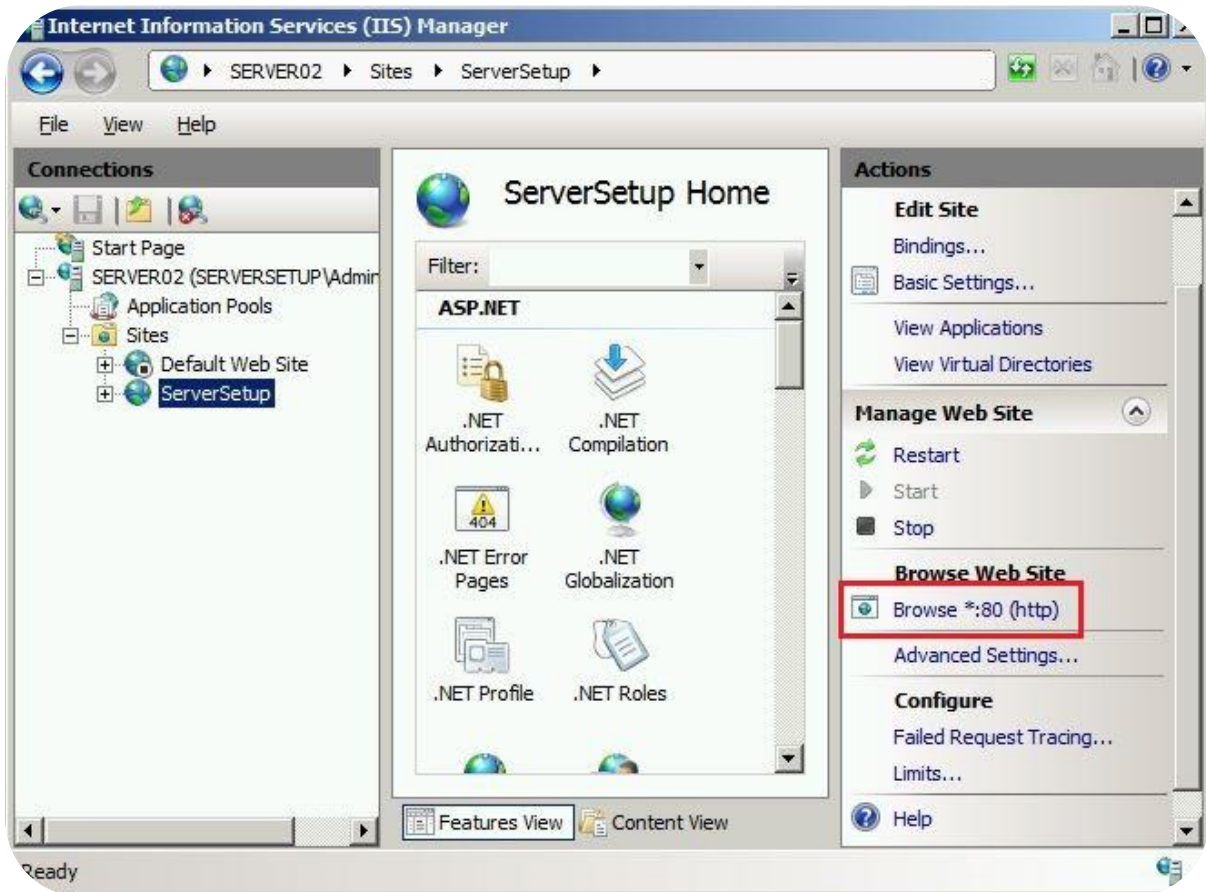 Internet Information Services (IIS) Manager
SERVER02 Sites ServerSetup
File View Help
Connections
Start Page
SERVER02 (SERVERSETUP\Admin
Application Pools
Sites
Default Web Site
ServerSetup
ServerSetup Home
Filter:
ASP.NET
.NET
Authorizati...
.NET
Compilation
404
.NET Error
Pages
.NET
Globalization
.NET Profile
.NET Roles
Features View
Content View
Actions
Edit Site
Bindings...
Basic Settings...
View Applications
View Virtual Directories
Manage Web Site
Restart
Start
Stop
Browse Web Site
Browse *:80 (http)
Advanced Settings...
Configure
Failed Request Tracing...
Limits...
Help
Ready